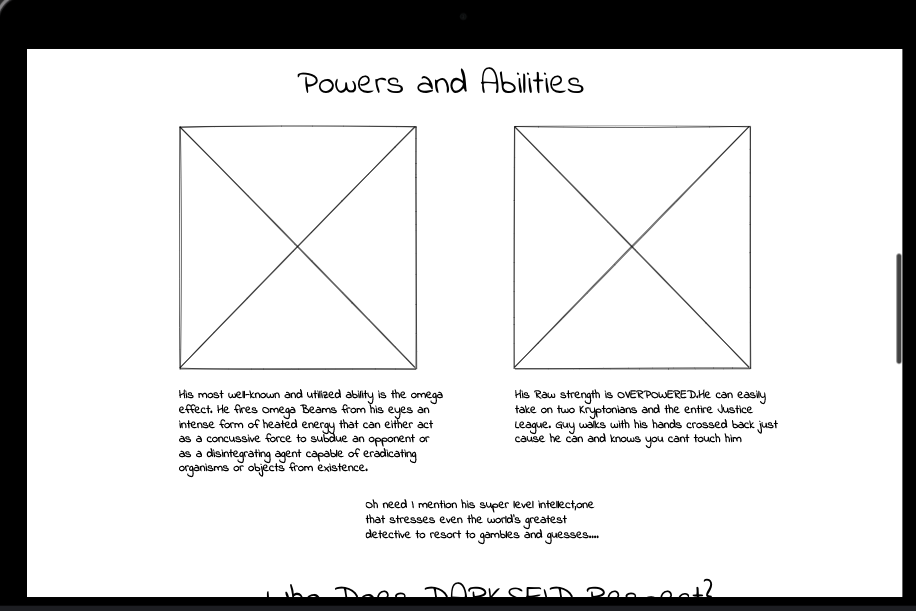 Powers and Abilities
His most well-known and utilized ability is the omega
effect. He fires Omega Beams from his eyes an
intense form of heated energy that can either act
as a concussive force to subdue an opponent or
as a disintegrating agent capable of eradicating
organisms or objects from existence.
His Raw strength is OVERPOWERED.He can easily
take on two Kryptonians and the entire Justice
League. Guy walks with his hands crossed back just
cause he can and knows you cant touch him
Oh need I mention his super level intellect,one
that stresses even the world's greatest
detective to resort to gambles and guesses....
Who Does DARKSEID Respect?